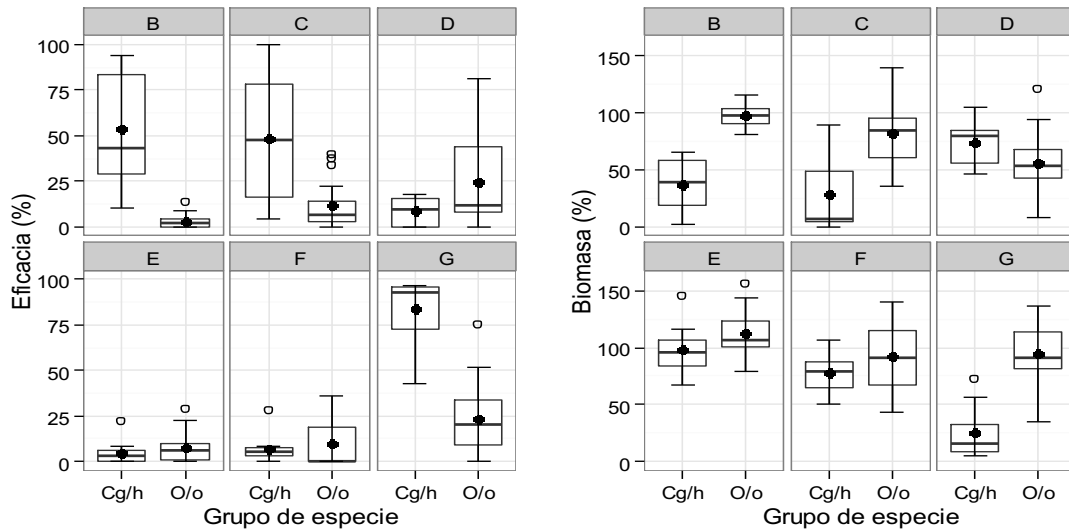 B C D
100
75
50
25
0
E F G
100
75
50
25
0
Cg/h O/o Cg/h O/o Cg/h O/o
Grupo de especie
Eficacia (%)
B C D
150
100
50
0
E F G
150
100
50
0
Cg/h O/o Cg/h O/o Cg/h O/o
Grupo de especie
Biomasa (%)